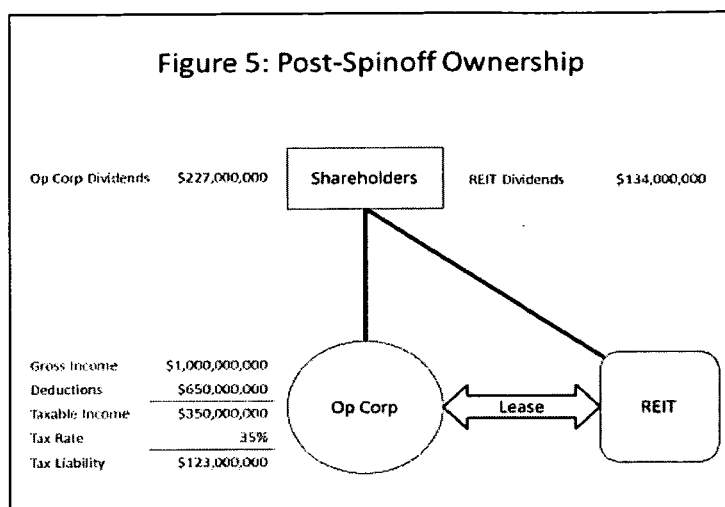 Figure 5: Post-Spinoff Ownership
Op Corp Dividends $227,000,000
Shareholders
REIT Dividends $134,000,000
Gross Income $1,000,000,000
Deductions $650,000,000
Taxable Income $350,000,000
Tax Rate 35%
Tax Liability $123,000,000
Op Corp
Lease
REIT